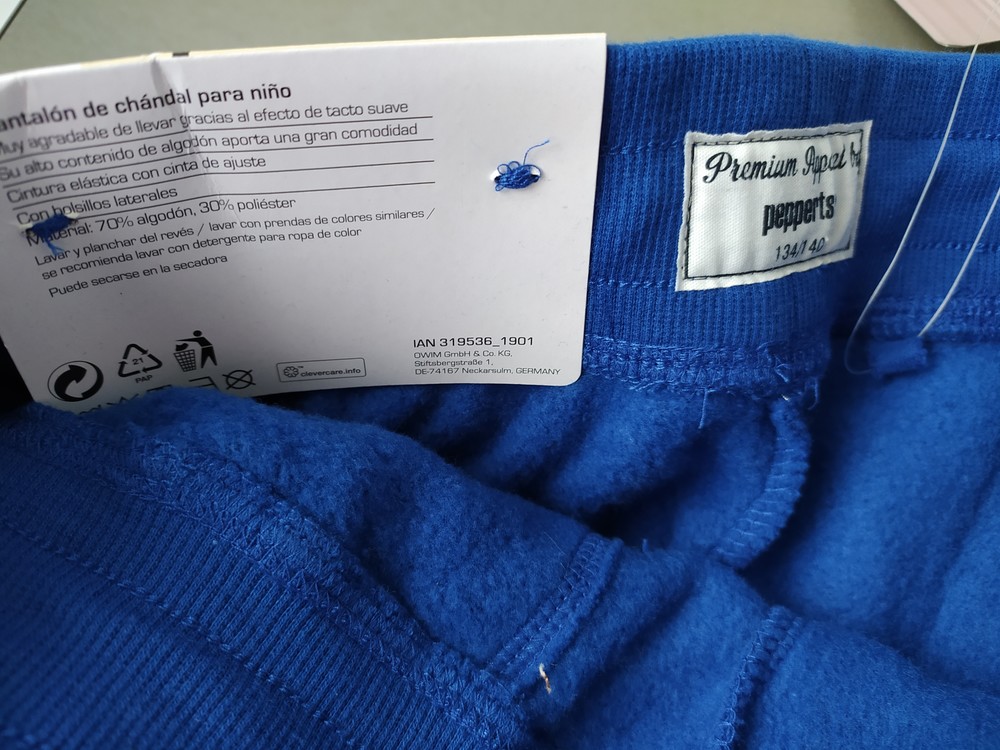 antalón de chándal para niño
Muy agradable de llevar gracias al efecto de tacto suave
Su alto contenido de algodón aporta una gran comodidad
Cintura elástica con cinta de ajuste
Con bolsillos laterales
Material: 70% algodón, 30% poliéster
Lavar y planchar del revés / lavar con prendas de colores similares /
se recomienda lavar con detergente para ropa de color
Puede secarse en la secadora
21
PAP
clevercare.info
IAN 319536_1901
OWIM GmbH & Co. KG,
Stiftsbergstraße 1,
DE-74167 Neckarsulm, GERMANY
Premium by
pepperts
134/140